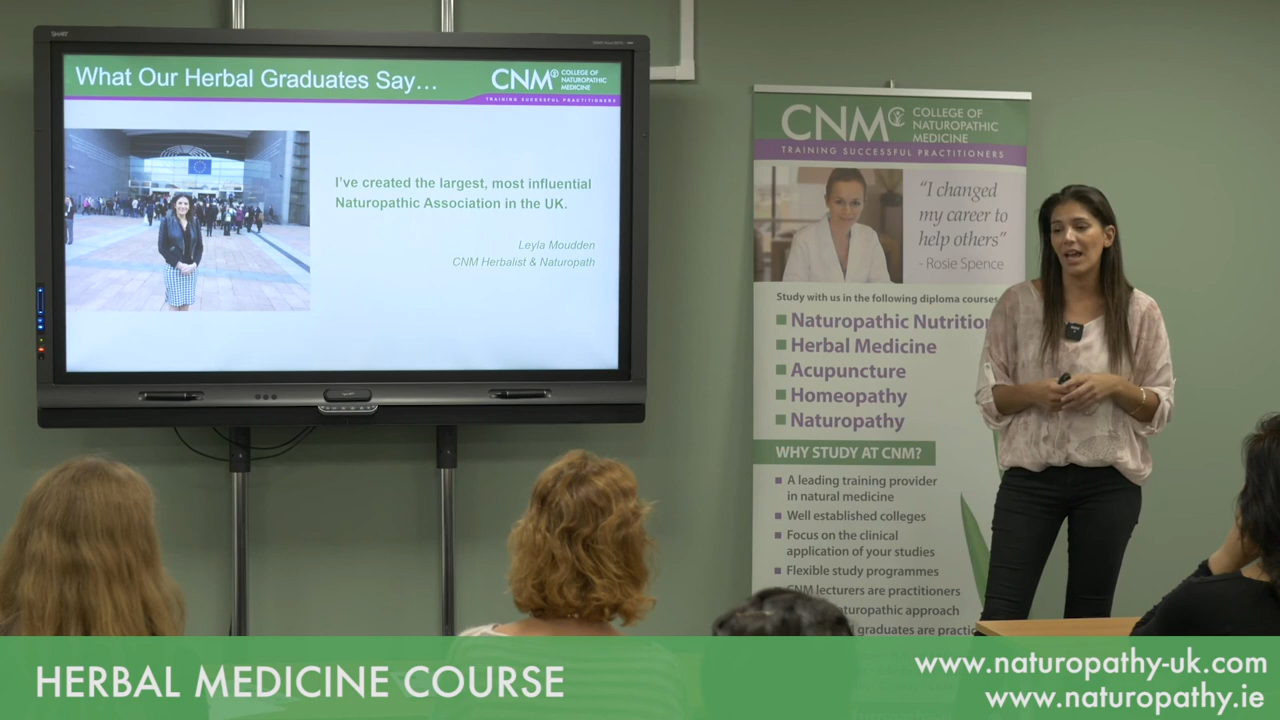 SMART
What Our Herbal Graduates Say…
CNM COLLEGE OF
NATUROPATHIC
MEDICINE
TRAINING SUCCESSFUL PRACTITIONERS
I've created the largest, most influential
Naturopathic Association in the UK.
Leyla Moudden
CNM Herbalist & Naturopath
CNM COLLEGE OF
NATUROPATHIC
MEDICINE
TRAINING SUCCESSFUL PRACTITIONERS
“I changed
my career to
help others”
- Rosie Spence
Study with us in the following diploma courses
Naturopathic Nutrition
Herbal Medicine
Acupuncture
Homeopathy
Naturopathy
WHY STUDY AT CNM?
A leading training provider
in natural medicine
Well established colleges
Focus on the clinical
application of your studies
Flexible study programmes
CNM lecturers are practitioners
approach
graduates are
HERBAL MEDICINE COURSE
www.naturopathy-uk.com
www.naturopathy.ie